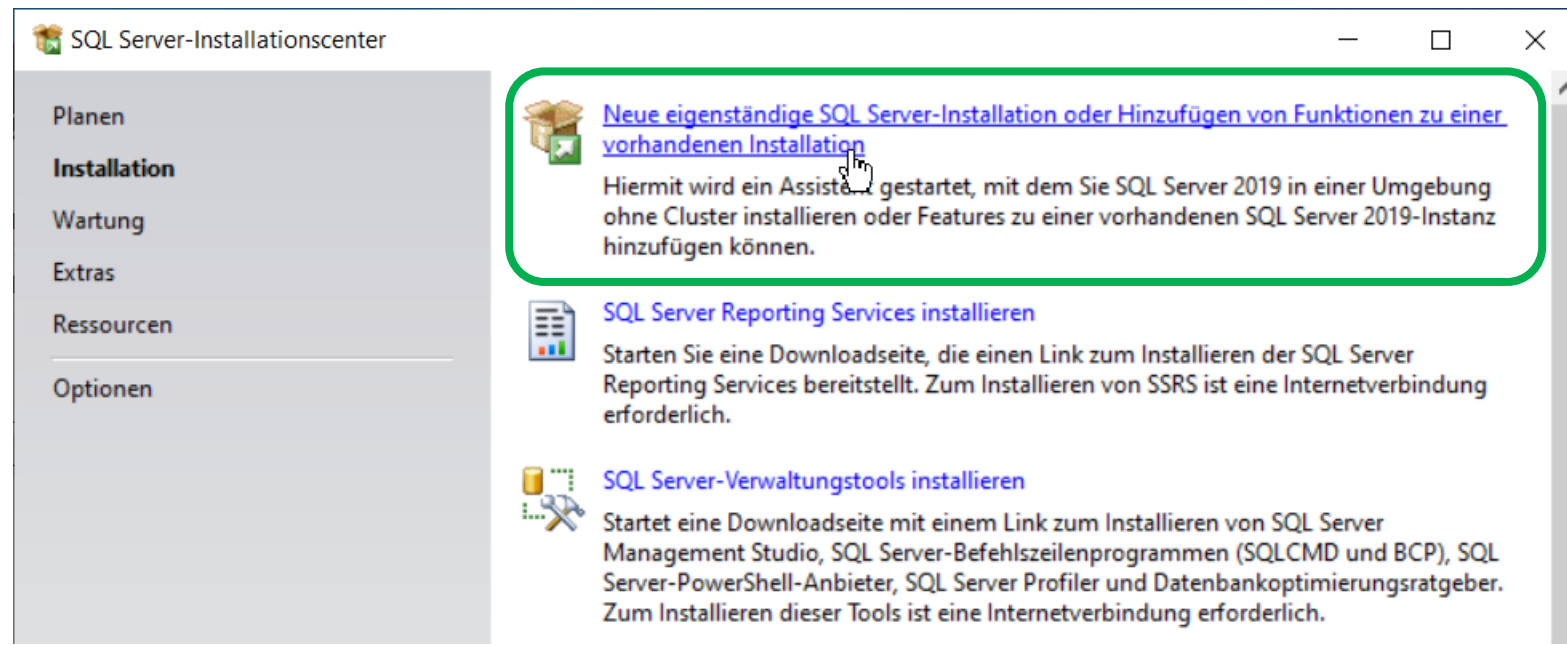 SQL Server-Installationscenter
Planen
Installation
Wartung
Extras
Ressourcen
Optionen
Neue eigenständige SQL Server-Installation oder Hinzufügen von Funktionen zu einer
vorhandenen Installation
Hiermit wird ein Assistent gestartet, mit dem Sie SQL Server 2019 in einer Umgebung
ohne Cluster installieren oder Features zu einer vorhandenen SQL Server 2019-Instanz
hinzufügen können.
SQL Server Reporting Services installieren
Starten Sie eine Downloadseite, die einen Link zum Installieren der SQL Server
Reporting Services bereitstellt. Zum Installieren von SSRS ist eine Internetverbindung
erforderlich.
SQL Server-Verwaltungstools installieren
Startet eine Downloadseite mit einem Link zum Installieren von SQL Server
Management Studio, SQL Server-Befehlszeilenprogrammen (SQLCMD und BCP), SQL
Server-PowerShell-Anbieter, SQL Server Profiler und Datenbankoptimierungsratgeber.
Zum Installieren dieser Tools ist eine Internetverbindung erforderlich.